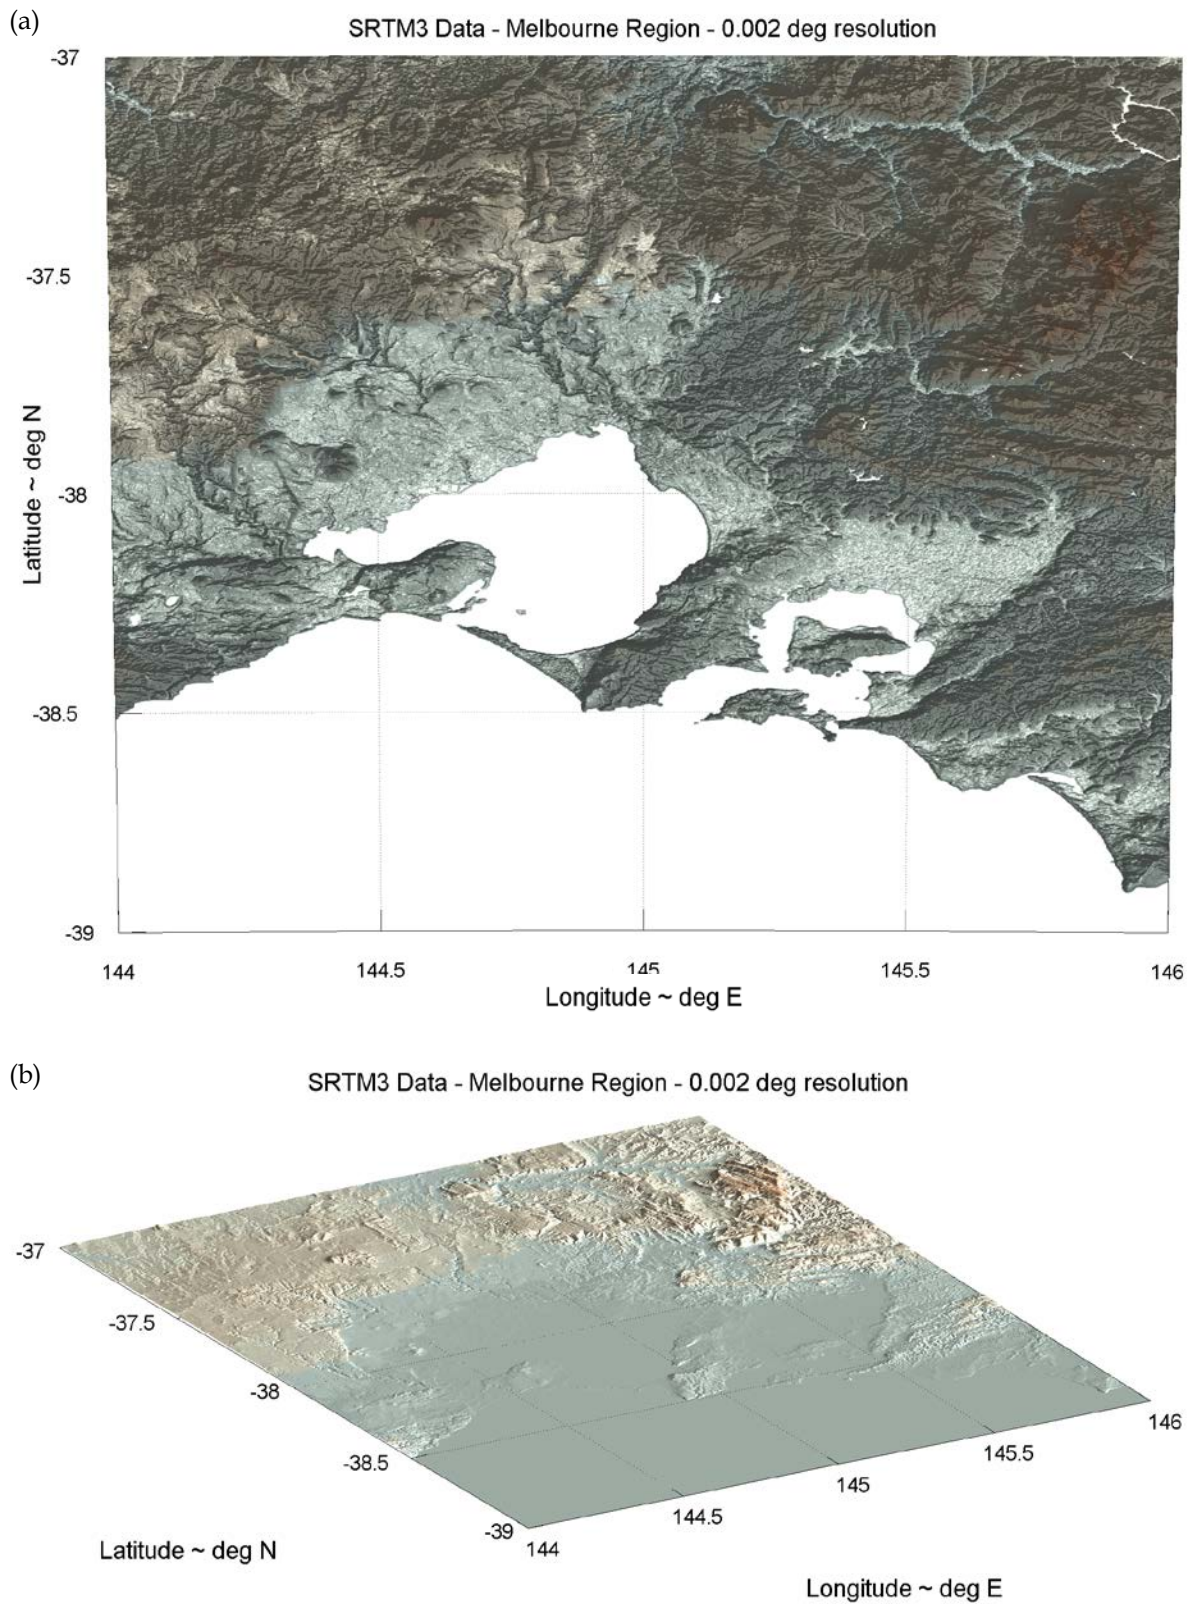 (a)
SRTM3 Data - Melbourne Region - 0.002 deg resolution
-37
-37.5
-38
-38.5
-39
Latitude ~ deg N
144
144.5
145
145.5
146
Longitude ~ deg E
(b)
SRTM3 Data - Melbourne Region - 0.002 deg resolution
-37
-37.5
-38
-38.5
-39
144
144.5
145
145.5
146
Latitude ~ deg N
Longitude ~ deg E